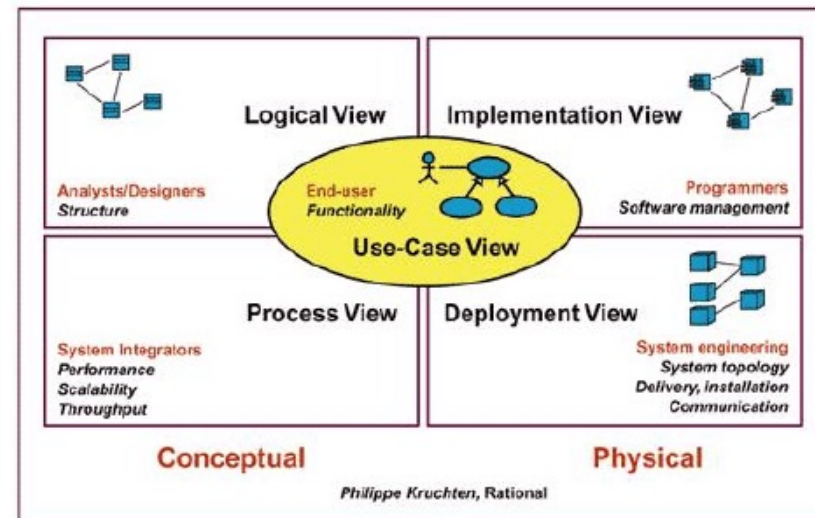 Logical View
Implementation View
Analysts/Designers
Structure
End-user
Functionality
Programmers
Software management
Use-Case View
Process View
Deployment View
System Integrators
Performance
Scalability
Throughput
System engineering
System topology
Delivery, installation
Communication
Conceptual
Physical
Philippe Kruchten, Rational